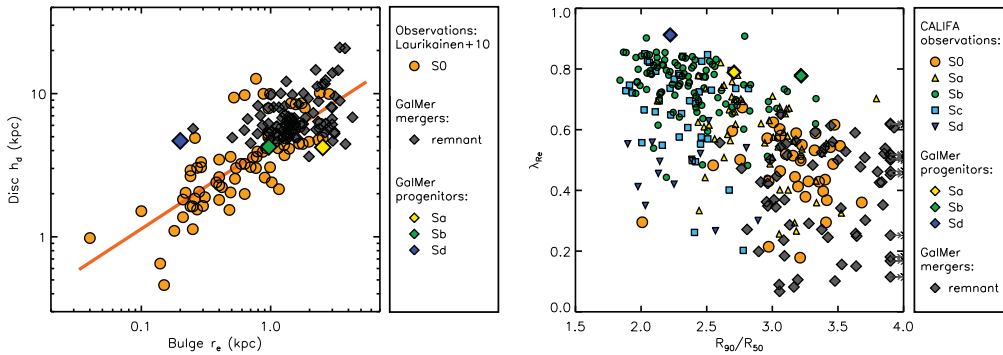 Disc h_d (kpc)
10
1
0.1
1.0
Bulge r_e (kpc)
Observations:
Laurikainen+10
S0
GalMer
mergers:
remnant
GalMer
progenitors:
Sa
Sb
Sd
λ_Re
1.0
0.8
0.6
0.4
0.2
0.0
1.5
2.0
2.5
3.0
3.5
4.0
R_90/R_50
CALIFA
observations:
S0
Sa
Sb
Sc
Sd
GalMer
progenitors:
Sa
Sb
Sd
GalMer
mergers:
remnant